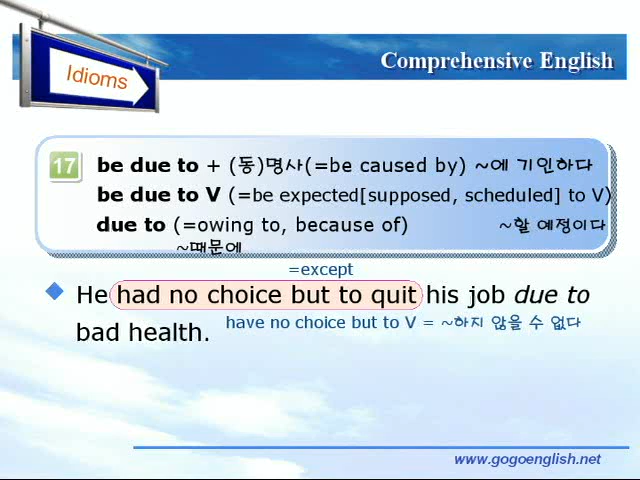 Idioms
Comprehensive English
17 be due to + (동)명사(=be caused by) ~에 기인하다
be due to V (=be expected[supposed, scheduled] to V)
due to (=owing to, because of) ~할 예정이다
~때문에
=except
He had no choice but to quit his job due to
bad health. have no choice but to V = ~하지 않을 수 없다
www.gogoenglish.net